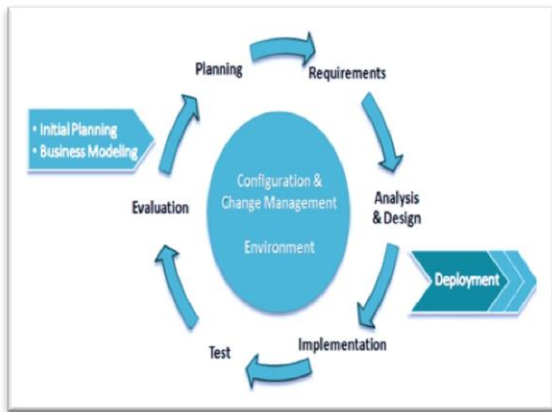 Planning
Requirements
• Initial Planning
• Business Modeling
Configuration &
Change Management
Environment
Evaluation
Analysis
& Design
Deployment
Implementation
Test